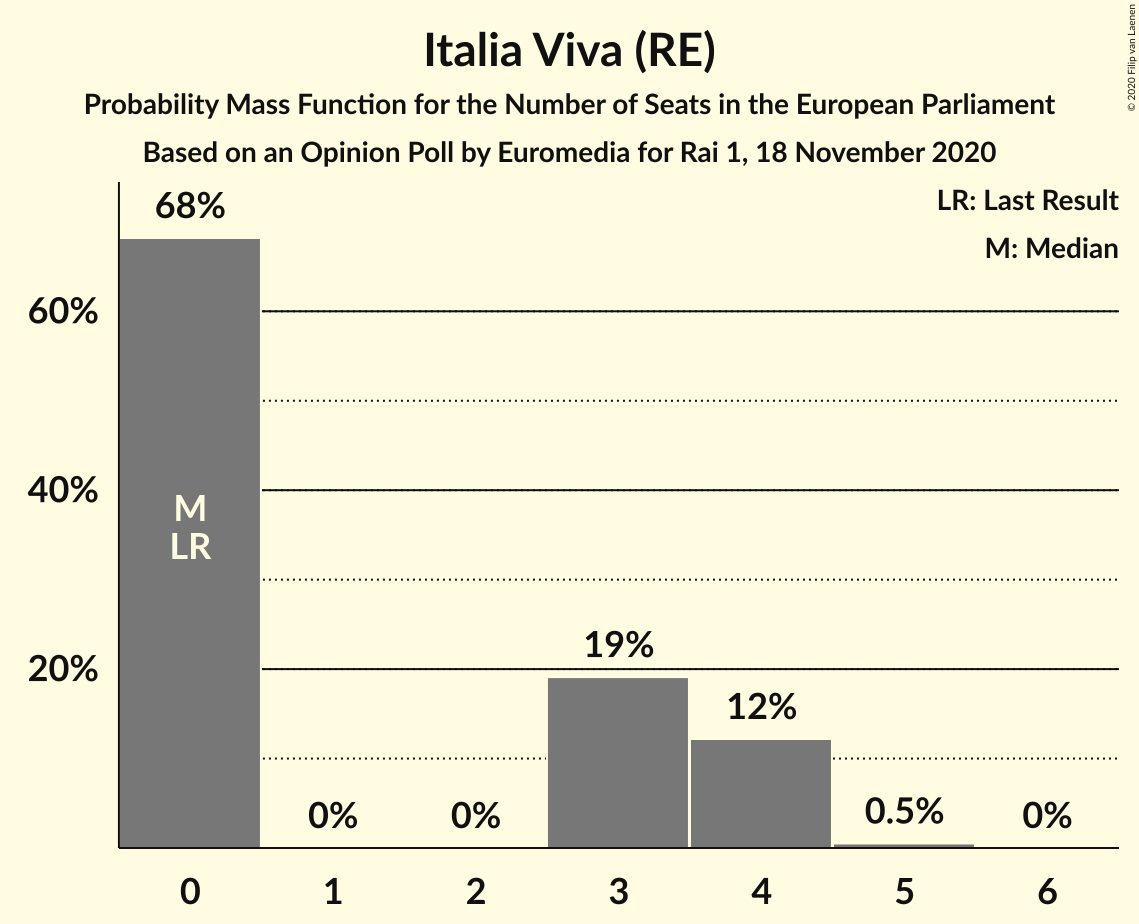 Italia Viva (RE)
Probability Mass Function for the Number of Seats in the European Parliament
Based on an Opinion Poll by Euromedia for Rai 1, 18 November 2020
© 2020 Filip van Laenen
LR: Last Result
M: Median
68%
60%
40%
20%
M
LR
0%
0%
19%
12%
0.5%
0%
0
1
2
3
4
5
6